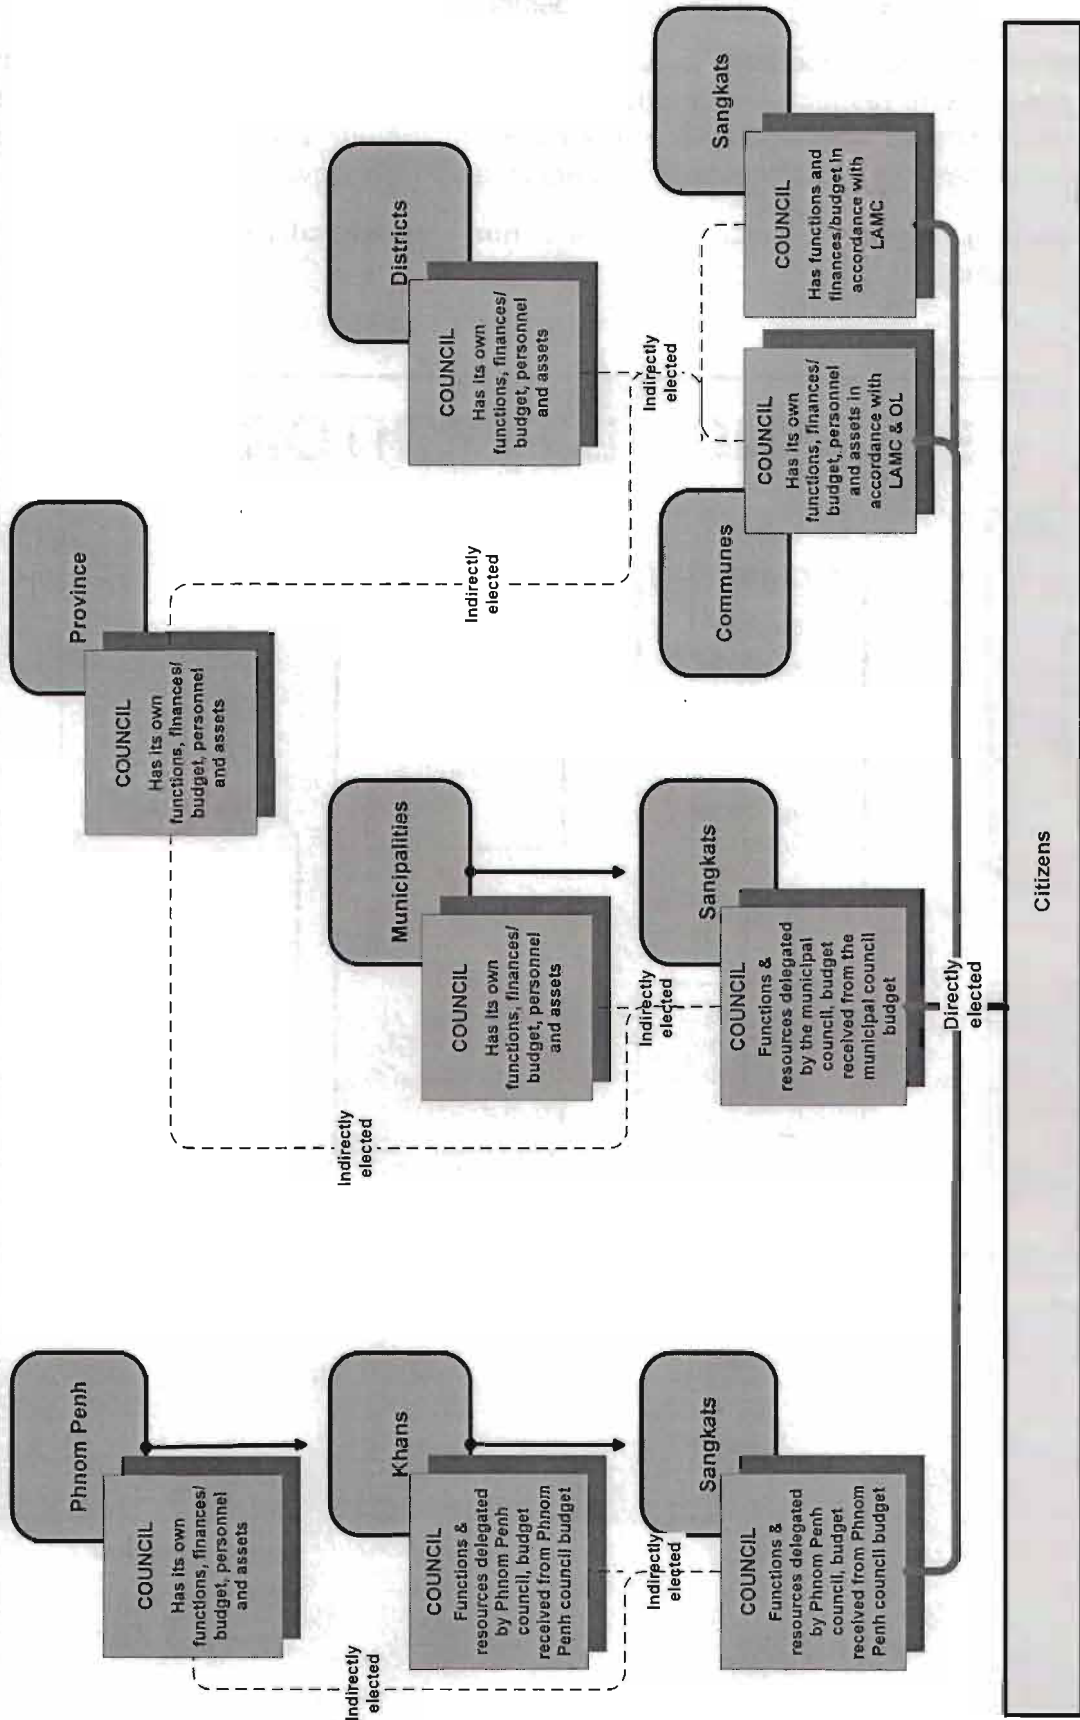 Phnom Penh
COUNCIL
Has its own
functions, finances/
budget, personnel
and assets
Indirectly
elected
Khans
COUNCIL
Functions &
resources delegated
by Phnom Penh
council, budget
received from Phnom
Penh council budget
Indirectly
elected
Sangkats
COUNCIL
Functions &
resources delegated
by Phnom Penh
council, budget
received from Phnom
Penh council budget
Province
COUNCIL
Has its own
functions, finances/
budget, personnel
and assets
Indirectly
elected
Indirectly
elected
Municipalities
COUNCIL
Has its own
functions, finances/
budget, personnel
and assets
Indirectly
elected
Sangkats
COUNCIL
Functions &
resources delegated
by the municipal
council, budget
received from the
municipal council
budget
Districts
COUNCIL
Has its own
functions, finances/
budget, personnel
and assets
Indirectly
elected
Communes
COUNCIL
Has its own
functions, finances/
budget, personnel
and assets in
accordance with
LAMC & OL
Sangkats
COUNCIL
Has functions and
finances/budget in
accordance with
LAMC
Directly
elected
Citizens